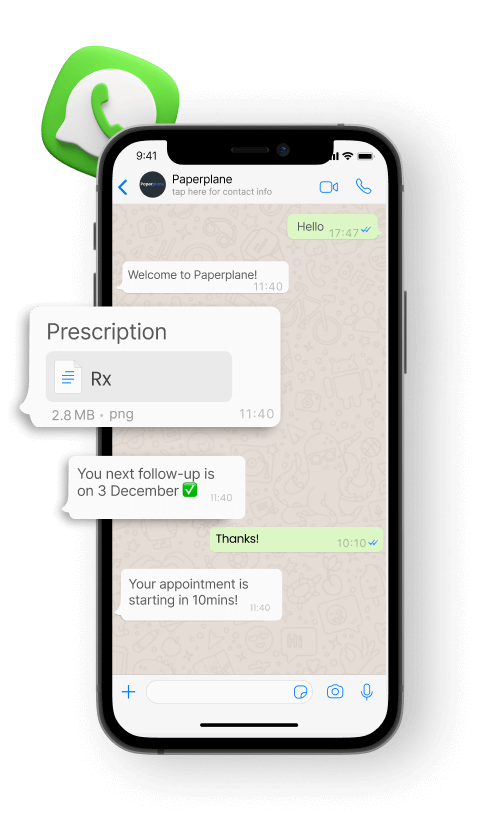 9:41
Paperplane
Paperplane
tap here for contact info
Hello 17:47
Welcome to Paperplane!
11:40
Prescription
Rx
2.8 MB • png 11:40
You next follow-up is
on 3 December ✅ 11:40
Thanks! 10:10
Your appointment is
starting in 10mins! 11:40
Hi